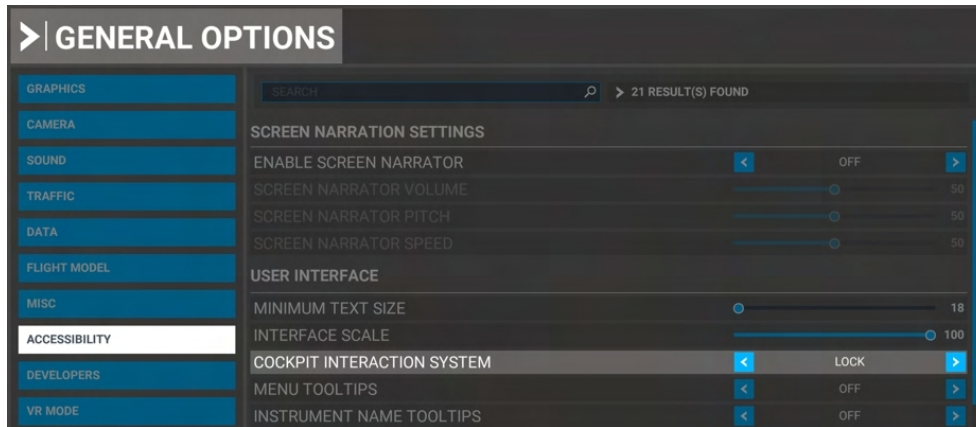 GENERAL OPTIONS
GRAPHICS
CAMERA
SOUND
TRAFFIC
DATA
FLIGHT MODEL
MISC
ACCESSIBILITY
DEVELOPERS
VR MODE
SEARCH
21 RESULT(S) FOUND
SCREEN NARRATION SETTINGS
ENABLE SCREEN NARRATOR OFF
SCREEN NARRATOR VOLUME 50
SCREEN NARRATOR PITCH 50
SCREEN NARRATOR SPEED 50
USER INTERFACE
MINIMUM TEXT SIZE 18
INTERFACE SCALE 100
COCKPIT INTERACTION SYSTEM LOCK
MENU TOOLTIPS OFF
INSTRUMENT NAME TOOLTIPS OFF